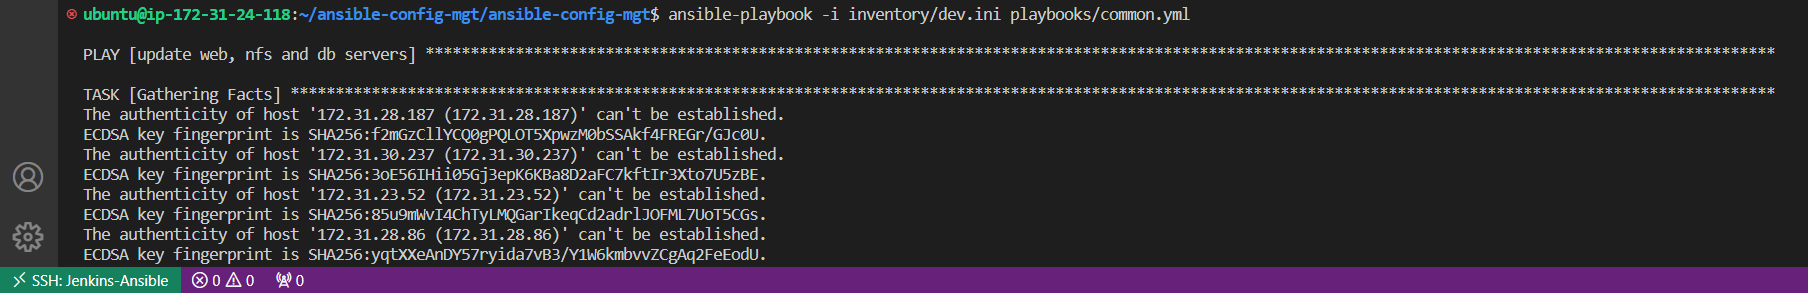 ubuntu@ip-172-31-24-118:~/ansible-config-mgt/ansible-config-mgt$ ansible-playbook -i inventory/dev.ini playbooks/common.yml
PLAY [update web, nfs and db servers] ******************************************************************************************************************************************************
TASK [Gathering Facts] *********************************************************************************************************************************************************************
The authenticity of host '172.31.28.187 (172.31.28.187)' can't be established.
ECDSA key fingerprint is SHA256:f2mGzCllYCQ0gPQLOT5XpwzM0bSSAkf4FREGr/GJc0U.
The authenticity of host '172.31.30.237 (172.31.30.237)' can't be established.
ECDSA key fingerprint is SHA256:3oE56IHii05Gj3epK6KBa8D2aFC7kftIr3Xto7U5zBE.
The authenticity of host '172.31.23.52 (172.31.23.52)' can't be established.
ECDSA key fingerprint is SHA256:85u9mWvI4ChTyLMQGarIkeqCd2adrlJOFML7UoT5CGs.
The authenticity of host '172.31.28.86 (172.31.28.86)' can't be established.
ECDSA key fingerprint is SHA256:yqtXXeAnDY57ryida7vB3/Y1W6kmbvvZCgAq2FeEodU.
SSH: Jenkins-Ansible 0 0 0